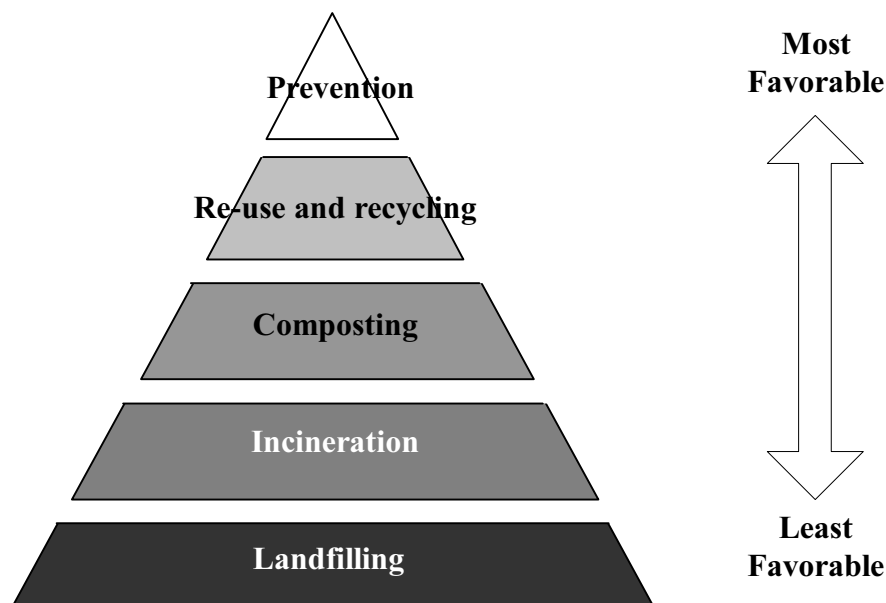 Prevention
Re-use and recycling
Composting
Incineration
Landfilling
Most
Favorable
Least
Favorable